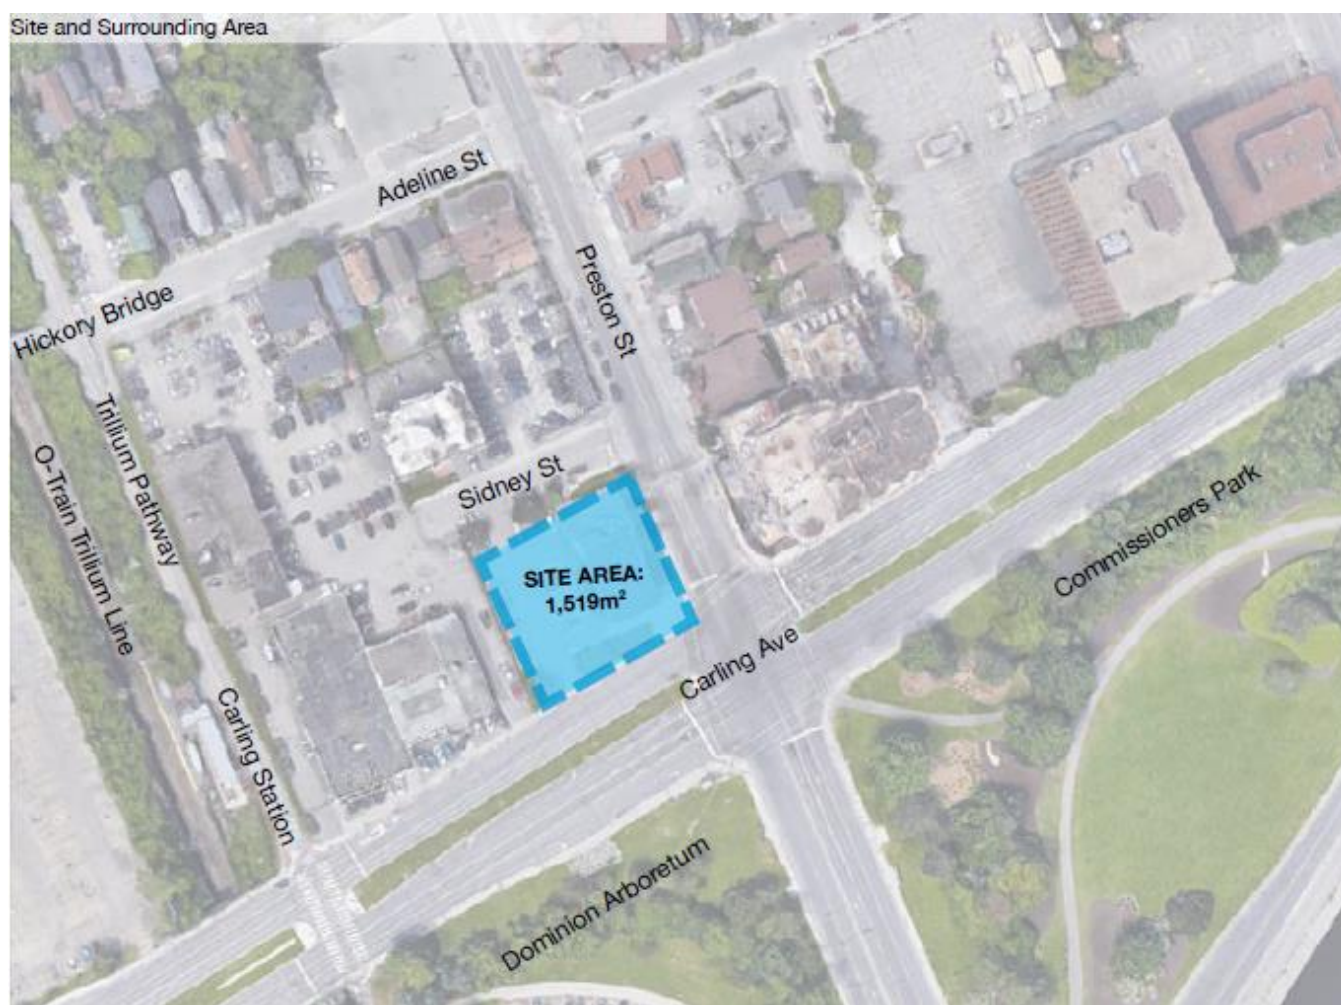 Site and Surrounding Area
Adeline St
Preston St
Hickory Bridge
Trillium Pathway
O-Train Trillium Line
Sidney St
SITE AREA:
1,519m²
Commissioners Park
Carling Ave
Carling Station
Dominion Arboretum